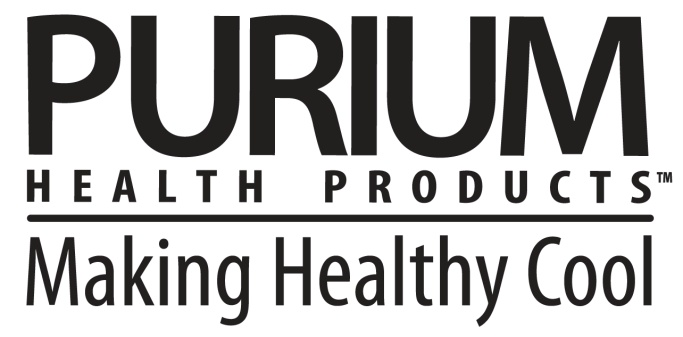 PURIUM
HEALTH PRODUCTS™
Making Healthy Cool